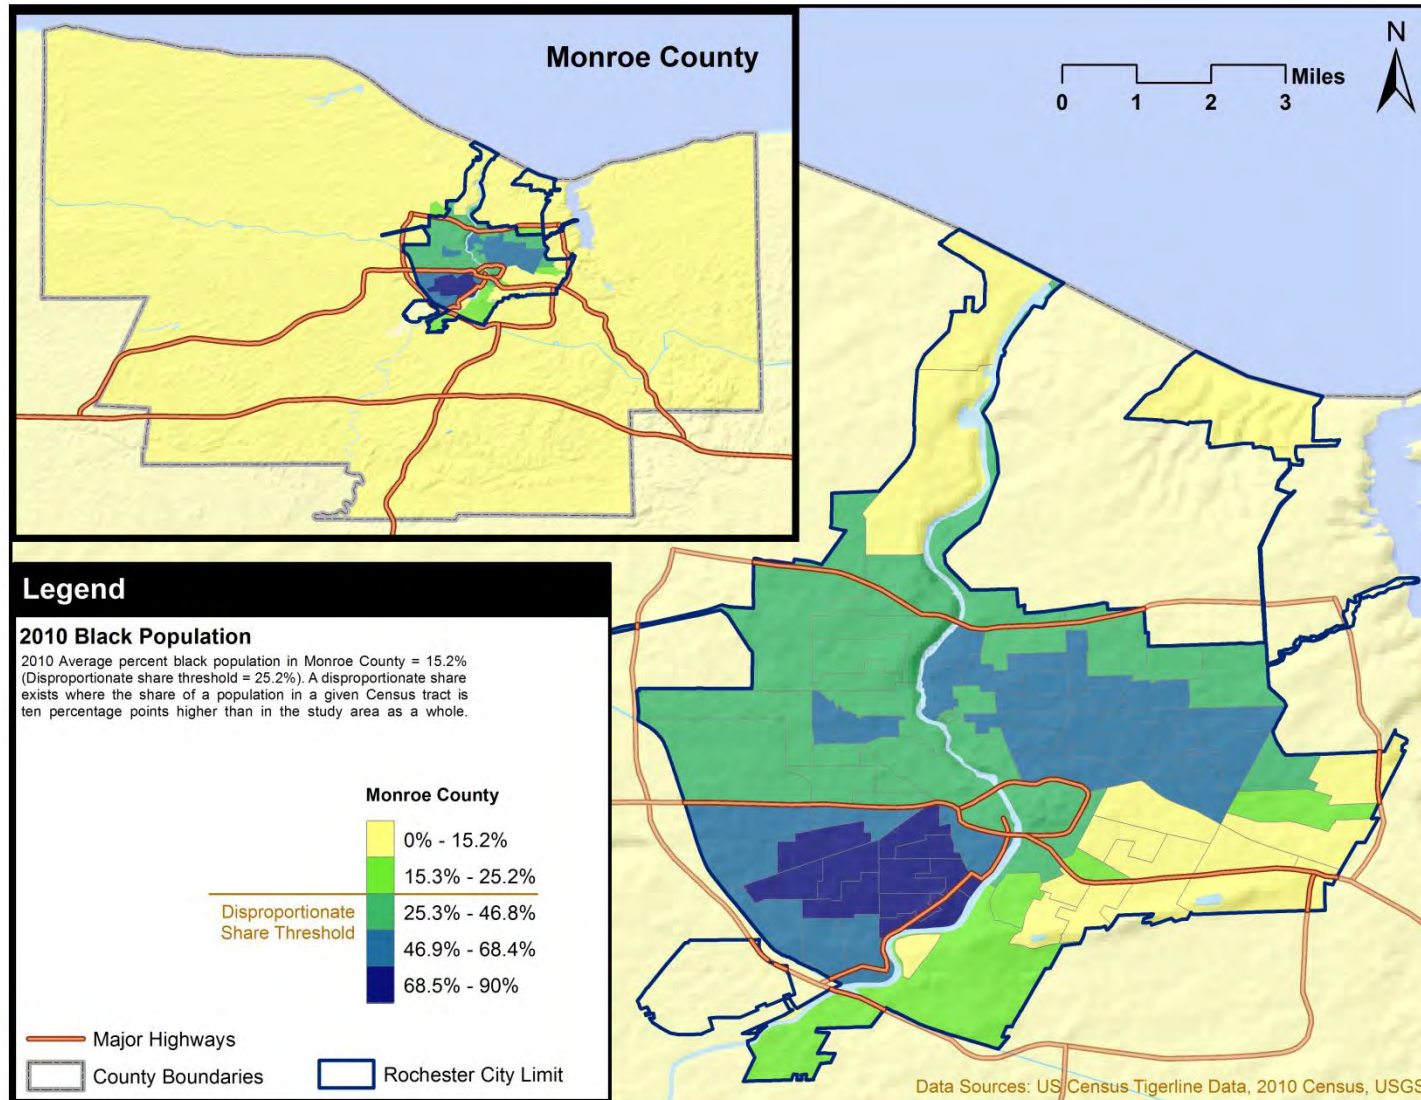 Monroe County
N
Miles
0 1 2 3
Legend
2010 Black Population
2010 Average percent black population in Monroe County = 15.2%
(Disproportionate share threshold = 25.2%). A disproportionate share
exists where the share of a population in a given Census tract is
ten percentage points higher than in the study area as a whole.
Monroe County
0% - 15.2%
15.3% - 25.2%
Disproportionate
Share Threshold
25.3% - 46.8%
46.9% - 68.4%
68.5% - 90%
Major Highways
County Boundaries
Rochester City Limit
Data Sources: US Census Tigerline Data, 2010 Census, USGS